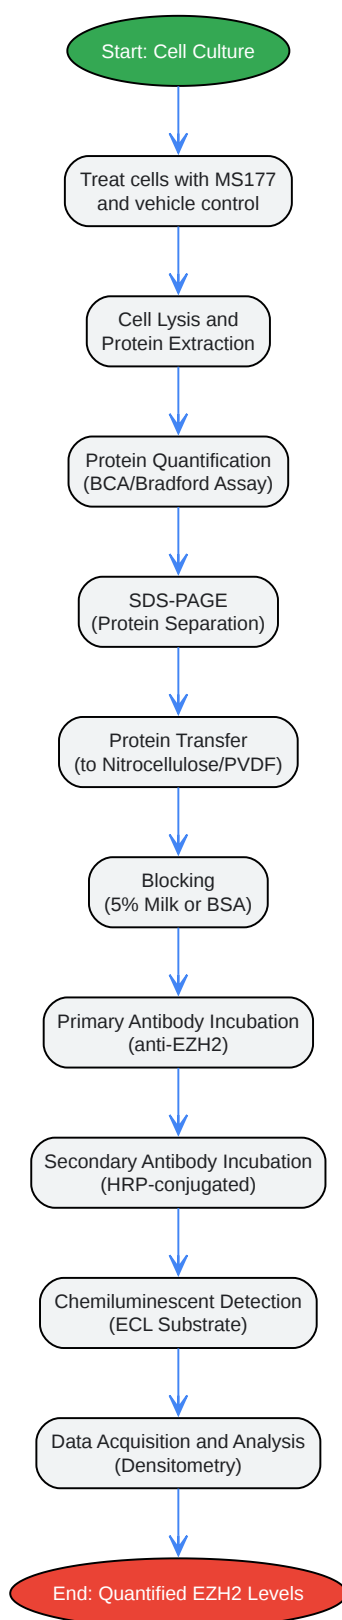 Start: Cell Culture
Treat cells with MS177
and vehicle control
Cell Lysis and
Protein Extraction
Protein Quantification
(BCA/Bradford Assay)
SDS-PAGE
(Protein Separation)
Protein Transfer
(to Nitrocellulose/PVDF)
Blocking
(5% Milk or BSA)
Primary Antibody Incubation
(anti-EZH2)
Secondary Antibody Incubation
(HRP-conjugated)
Chemiluminescent Detection
(ECL Substrate)
Data Acquisition and Analysis
(Densitometry)
End: Quantified EZH2 Levels